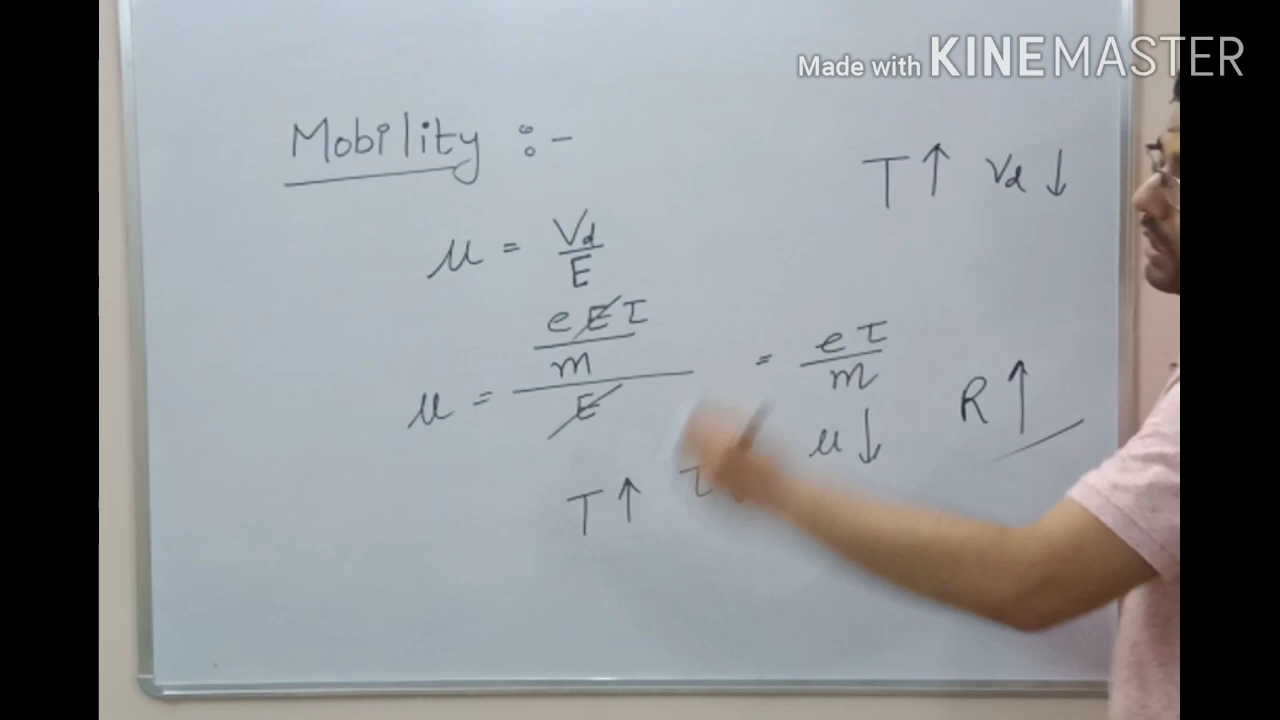 Made with KINEMASTER
Mobility :-
T ↑ Vd ↓
μ = Vd / E
μ = eEτ / m / E = eτ / m
μ ↓ R ↑
T ↑ τ